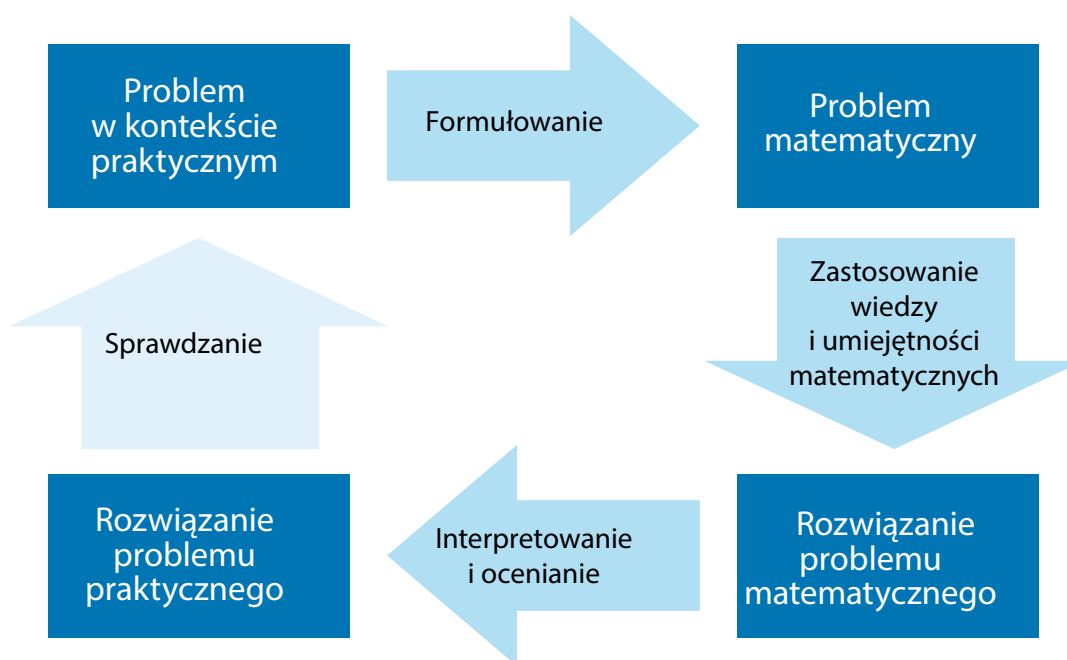 Problem
w kontekście
praktycznym
Formułowanie
Problem
matematyczny
Zastosowanie
wiedzy
i umiejętności
matematycznych
Sprawdzanie
Rozwiązanie
problemu
praktycznego
Interpretowanie
i ocenianie
Rozwiązanie
problemu
matematycznego